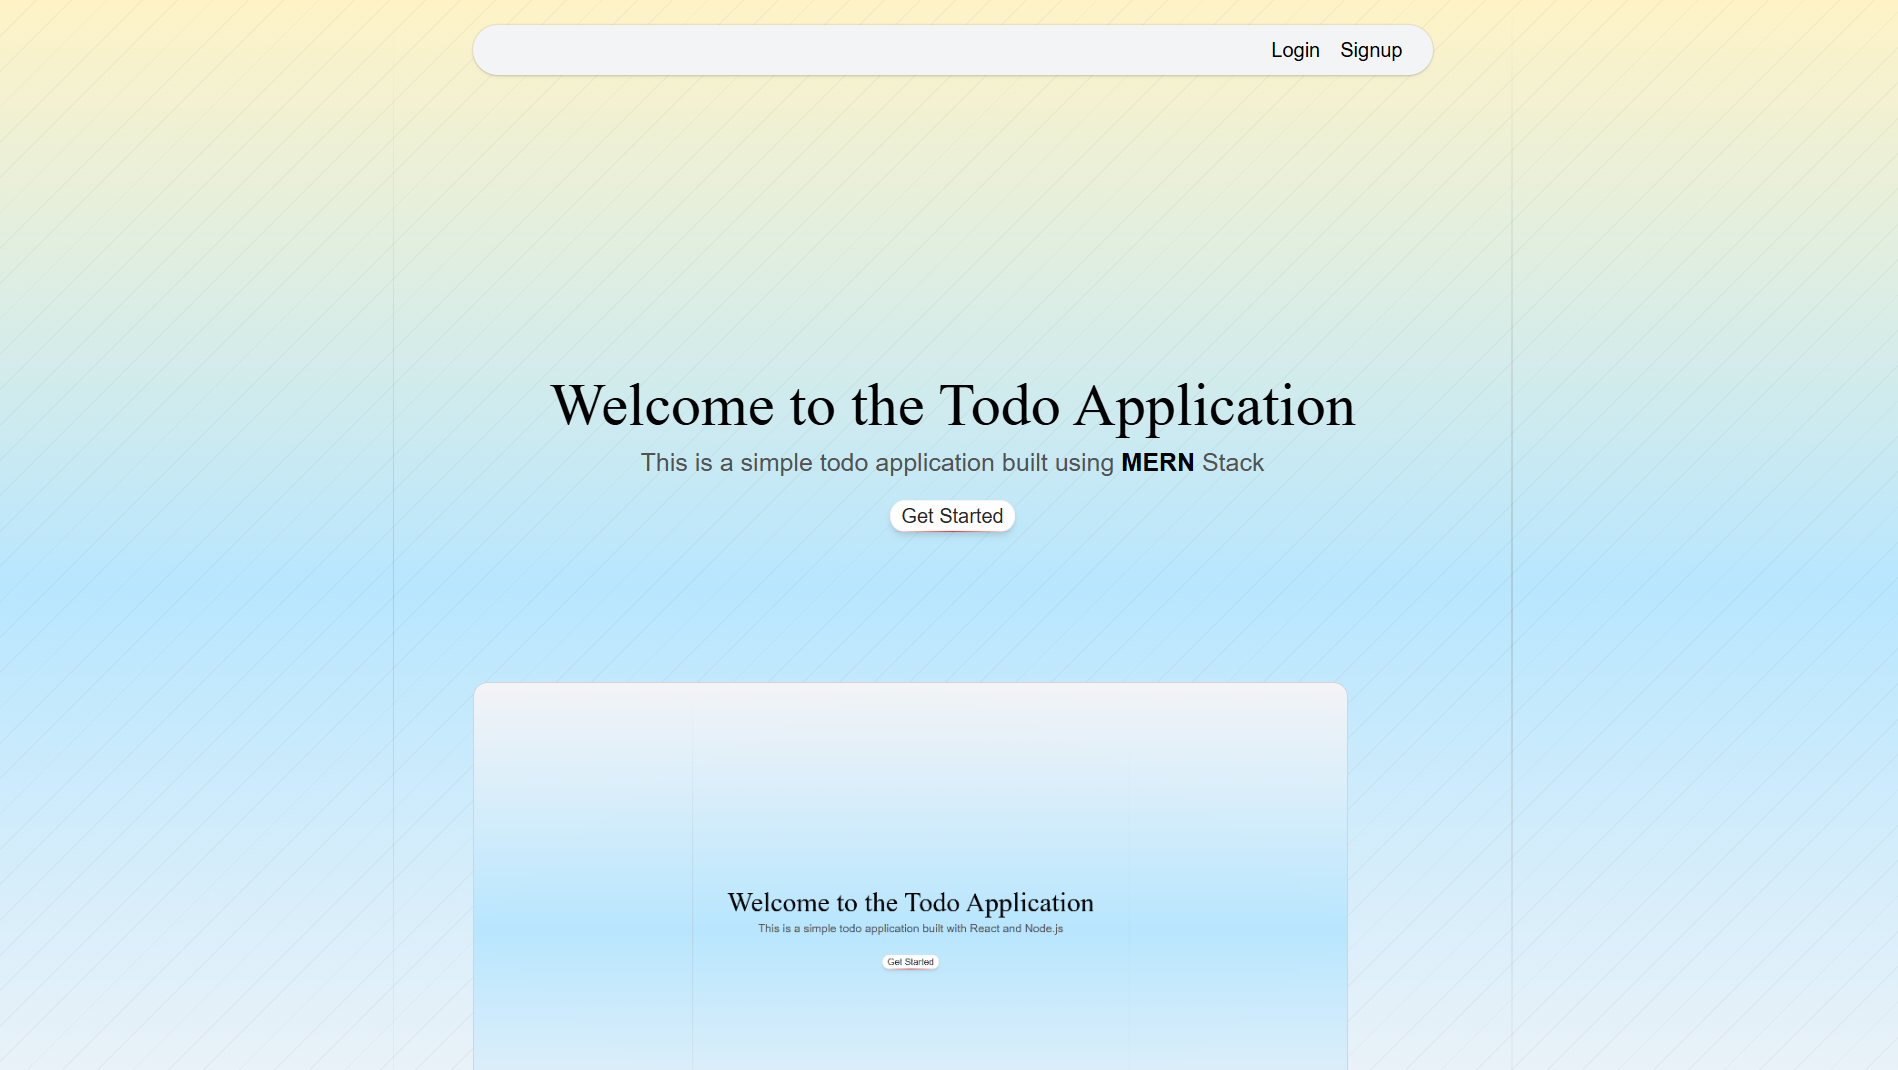 Login Signup
Welcome to the Todo Application
This is a simple todo application built using MERN Stack
Get Started
Welcome to the Todo Application
This is a simple todo application built with React and Node.js
Get Started